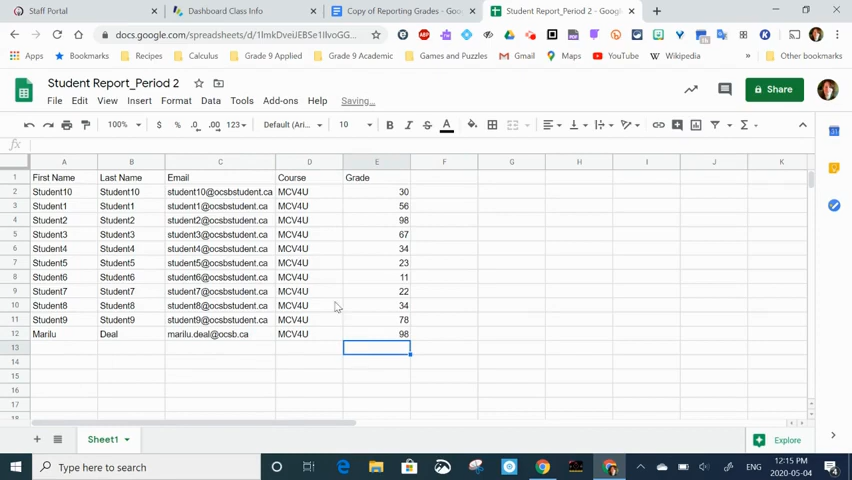 Staff Portal
Dashboard Class Info
Copy of Reporting Grades - Goo
Student Report_Period 2 - Googl
docs.google.com/spreadsheets/d/1lmkDveiJEBSe1IlvoGG...
Apps
Recipes
Calculus
Grade 9 Applied
Grade 9 Academic
Games and Puzzles
Gmail
Maps
YouTube
Wikipedia
Other bookmarks
Student Report_Period 2
File Edit View Insert Format Data Tools Add-ons Help Saving...
Share
100% $ % .0 .00 123 Default (Ari... 10 B I S A
fx
A B C D E F G H I J K
1 First Name Last Name Email Course Grade
2 Student10 Student10 student10@ocsbstudent.ca MCV4U 30
3 Student1 Student1 student1@ocsbstudent.ca MCV4U 56
4 Student2 Student2 student2@ocsbstudent.ca MCV4U 98
5 Student3 Student3 student3@ocsbstudent.ca MCV4U 67
6 Student4 Student4 student4@ocsbstudent.ca MCV4U 34
7 Student5 Student5 student5@ocsbstudent.ca MCV4U 23
8 Student6 Student6 student6@ocsbstudent.ca MCV4U 11
9 Student7 Student7 student7@ocsbstudent.ca MCV4U 22
10 Student8 Student8 student8@ocsbstudent.ca MCV4U 34
11 Student9 Student9 student9@ocsbstudent.ca MCV4U 78
12 Marilu Deal marilu.deal@ocsb.ca MCV4U 98
13
14
15
16
17
18
Sheet1
Explore
Type here to search
ENG
12:15 PM
2020-05-04
4